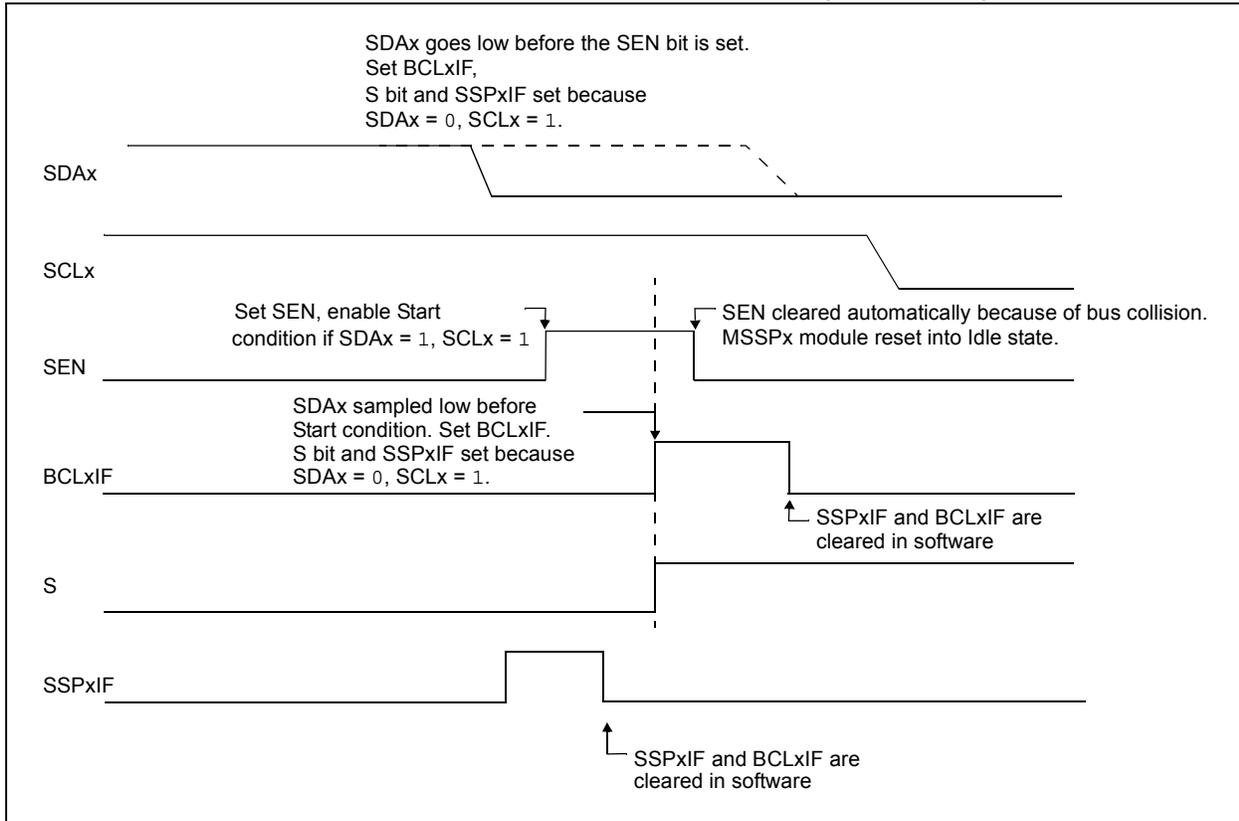 SDAx goes low before the SEN bit is set.
Set BCLxIF,
S bit and SSPxIF set because
SDAx = 0, SCLx = 1.
SDAx
SCLx
Set SEN, enable Start
condition if SDAx = 1, SCLx = 1
SEN cleared automatically because of bus collision.
MSSPx module reset into Idle state.
SEN
SDAx sampled low before
Start condition. Set BCLxIF.
S bit and SSPxIF set because
SDAx = 0, SCLx = 1.
BCLxIF
SSPxIF and BCLxIF are
cleared in software
S
SSPxIF
SSPxIF and BCLxIF are
cleared in software